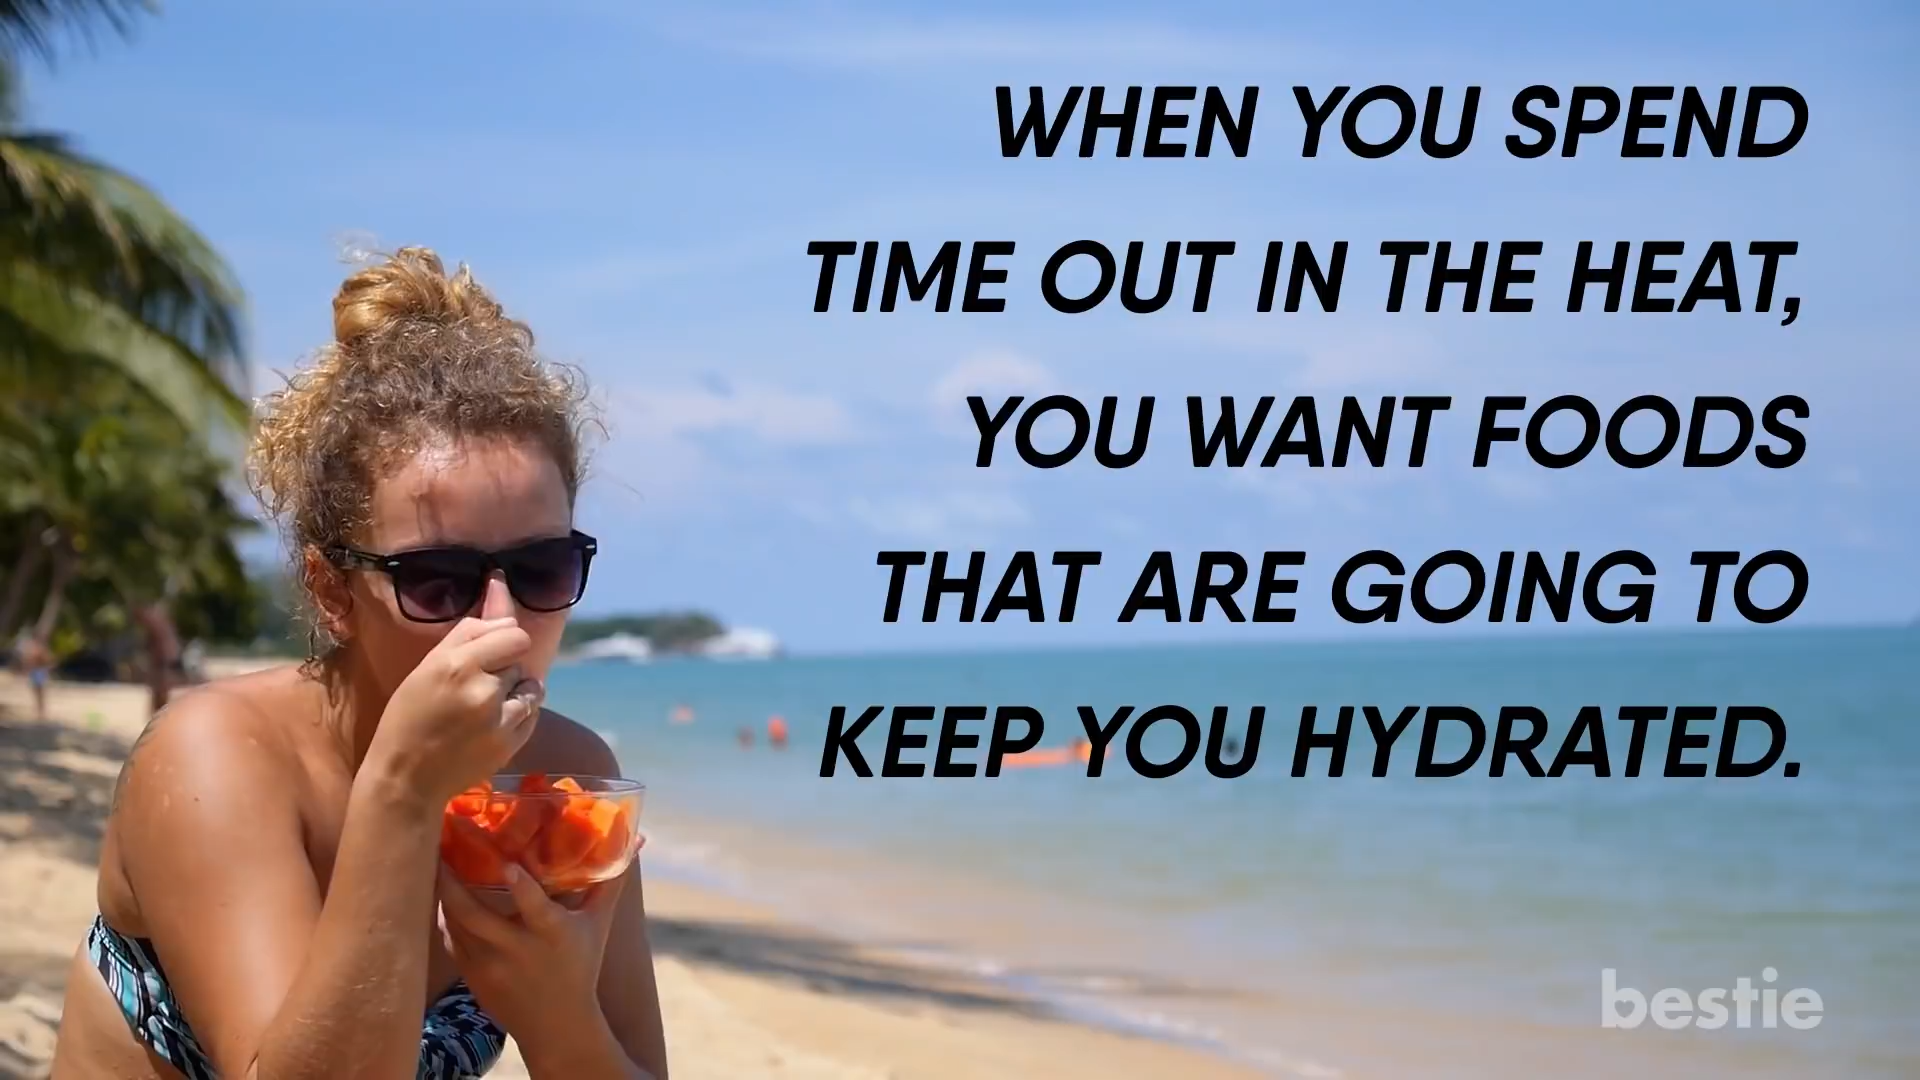 WHEN YOU SPEND
TIME OUT IN THE HEAT,
YOU WANT FOODS
THAT ARE GOING TO
KEEP YOU HYDRATED.
bestie